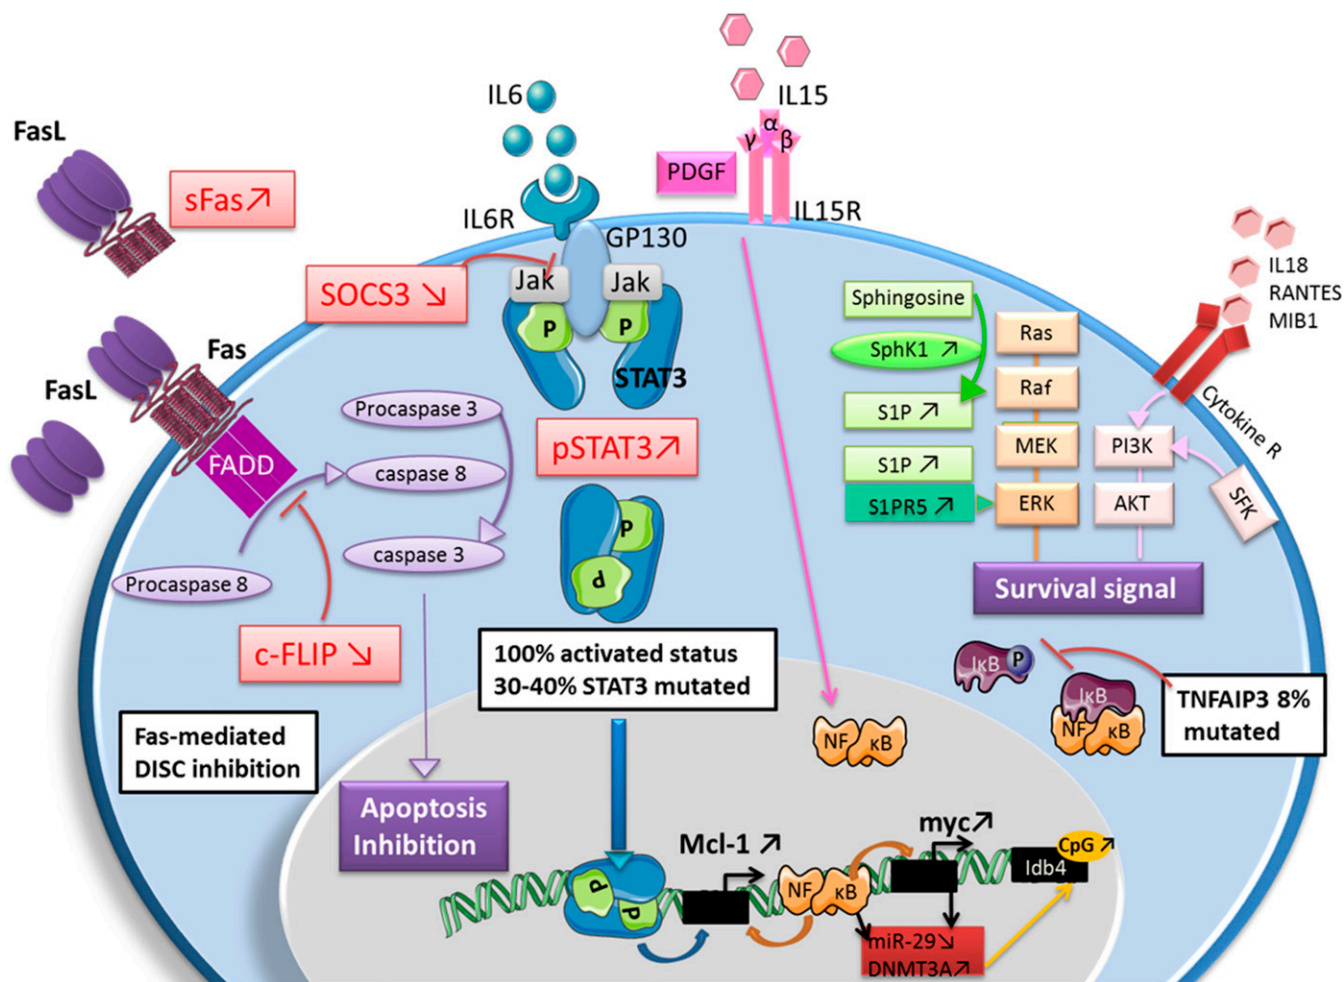 IL6
IL15
FasL
sFas↗
α
γ
β
PDGF
IL6R
IL15R
GP130
SOCS3 ↘
Jak
Jak
P
P
STAT3
IL18
RANTES
MIB1
Cytokine R
Sphingosine
SphK1 ↗
S1P ↗
S1P ↗
S1PR5 ↗
Ras
Raf
MEK
ERK
PI3K
AKT
SFK
Survival signal
Fas
FasL
FADD
Procaspase 3
caspase 8
caspase 3
Procaspase 8
c-FLIP ↘
pSTAT3↗
P
P
100% activated status
30-40% STAT3 mutated
Fas-mediated
DISC inhibition
Apoptosis
Inhibition
IκB
P
IκB
NF
κB
TNFAIP3 8%
mutated
NF
κB
Mcl-1 ↗
myc↗
CpG ↗
Idb4
P
P
NF
κB
miR-29↘
DNMT3A↗